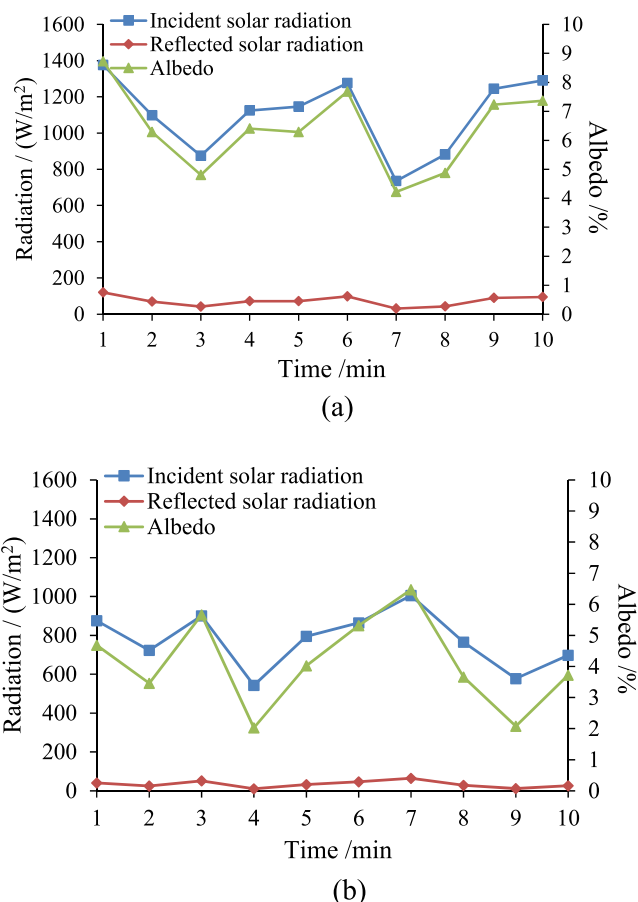 Incident solar radiation
Reflected solar radiation
Albedo
1600
1400
1200
1000
800
600
400
200
0
Radiation / (W/m²)
10
9
8
7
6
5
4
3
2
1
0
Albedo /%
1 2 3 4 5 6 7 8 9 10
Time /min
(a)
Incident solar radiation
Reflected solar radiation
Albedo
1600
1400
1200
1000
800
600
400
200
0
Radiation / (W/m²)
10
9
8
7
6
5
4
3
2
1
0
Albedo /%
1 2 3 4 5 6 7 8 9 10
Time /min
(b)